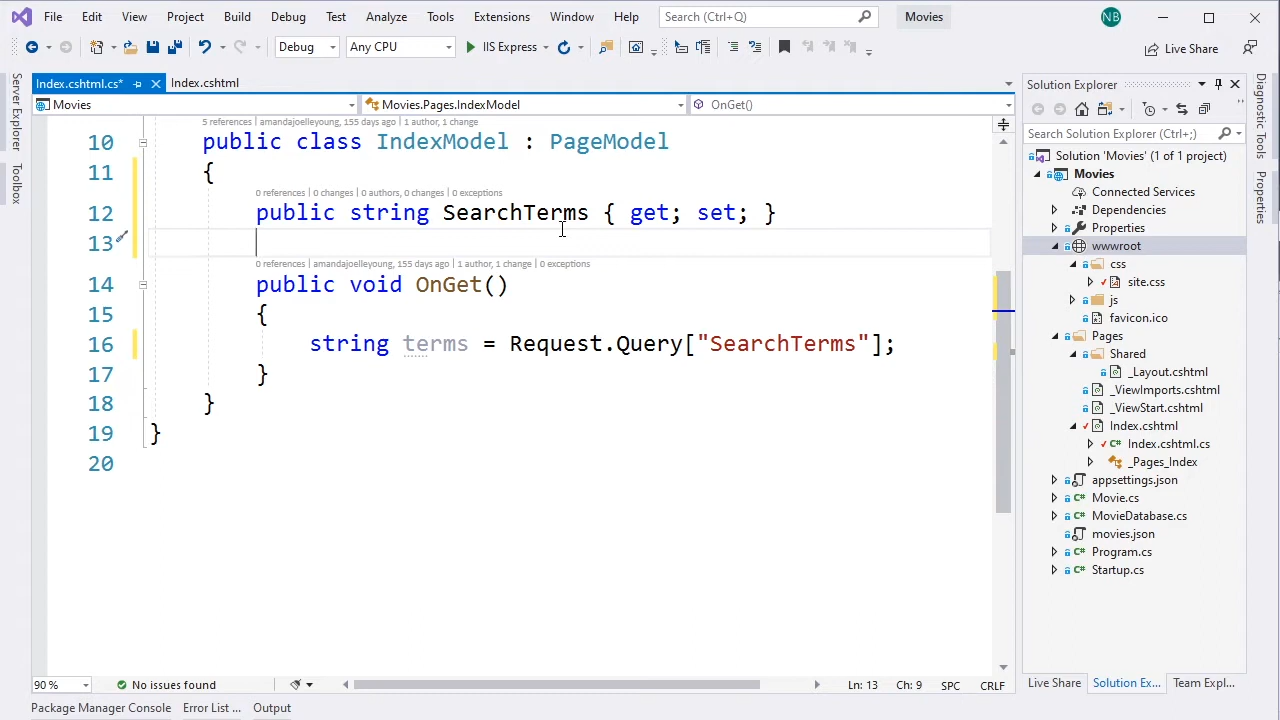 File Edit View Project Build Debug Test Analyze Tools Extensions Window Help Search (Ctrl+Q) Movies NB
Debug Any CPU IIS Express Live Share
Index.cshtml.cs* Index.cshtml
Movies Movies.Pages.IndexModel OnGet()
5 references | amandajoelleyoung, 155 days ago | 1 author, 1 change
10 public class IndexModel : PageModel
11 {
0 references | 0 changes | 0 authors, 0 changes | 0 exceptions
12 public string SearchTerms { get; set; }
13
0 references | amandajoelleyoung, 155 days ago | 1 author, 1 change | 0 exceptions
14 public void OnGet()
15 {
16 string terms = Request.Query["SearchTerms"];
17 }
18 }
19 }
20
90 % No issues found Ln: 13 Ch: 9 SPC CRLF
Package Manager Console Error List ... Output
Server Explorer
Toolbox
Solution Explorer
Search Solution Explorer (Ctrl+;)
Solution 'Movies' (1 of 1 project)
Movies
Connected Services
Dependencies
Properties
wwwroot
css
site.css
js
favicon.ico
Pages
Shared
_Layout.cshtml
_ViewImports.cshtml
_ViewStart.cshtml
Index.cshtml
Index.cshtml.cs
_Pages_Index
appsettings.json
Movie.cs
MovieDatabase.cs
movies.json
Program.cs
Startup.cs
Live Share Solution Ex... Team Expl...
Diagnostic Tools
Properties